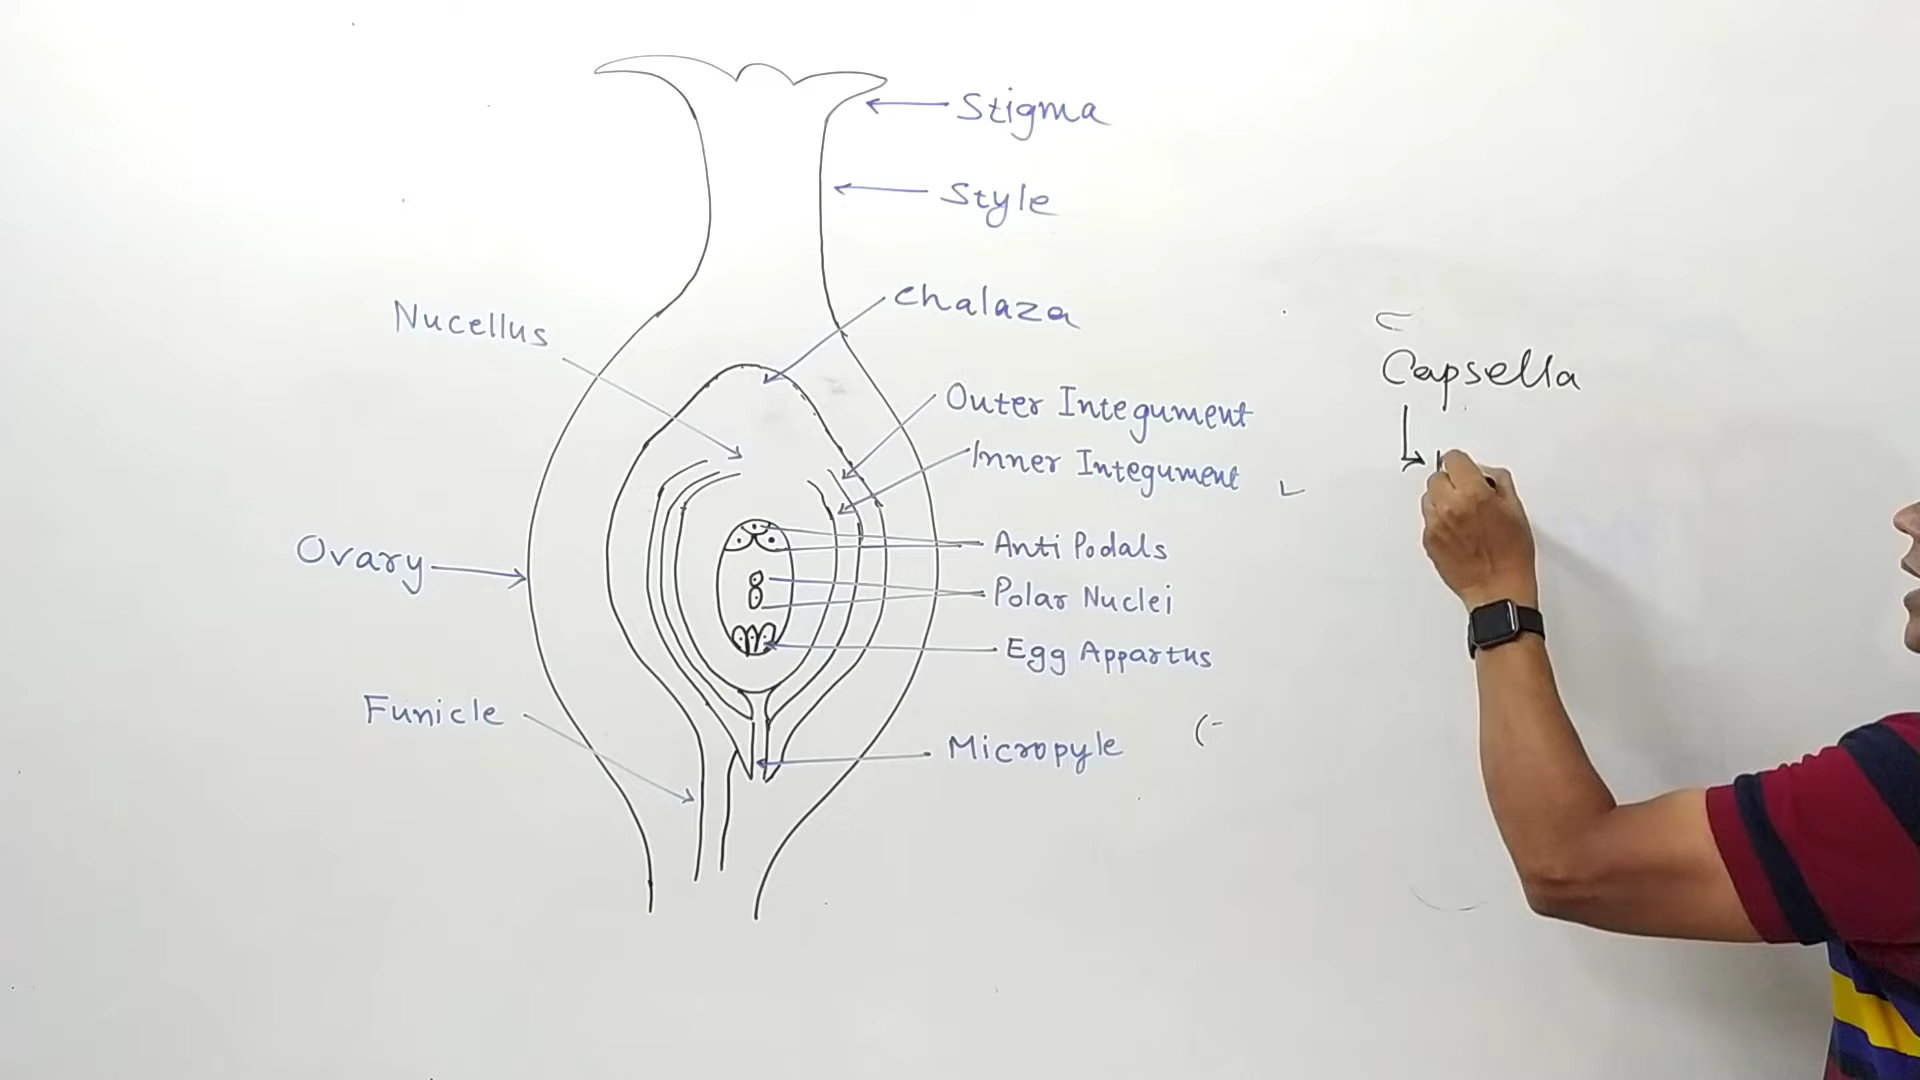 Stigma
Style
Chalaza
Nucellus
Outer Integument
Inner Integument
Anti Podals
Ovary
Polar Nuclei
Egg Appartus
Funicle
Micropyle
Capsella